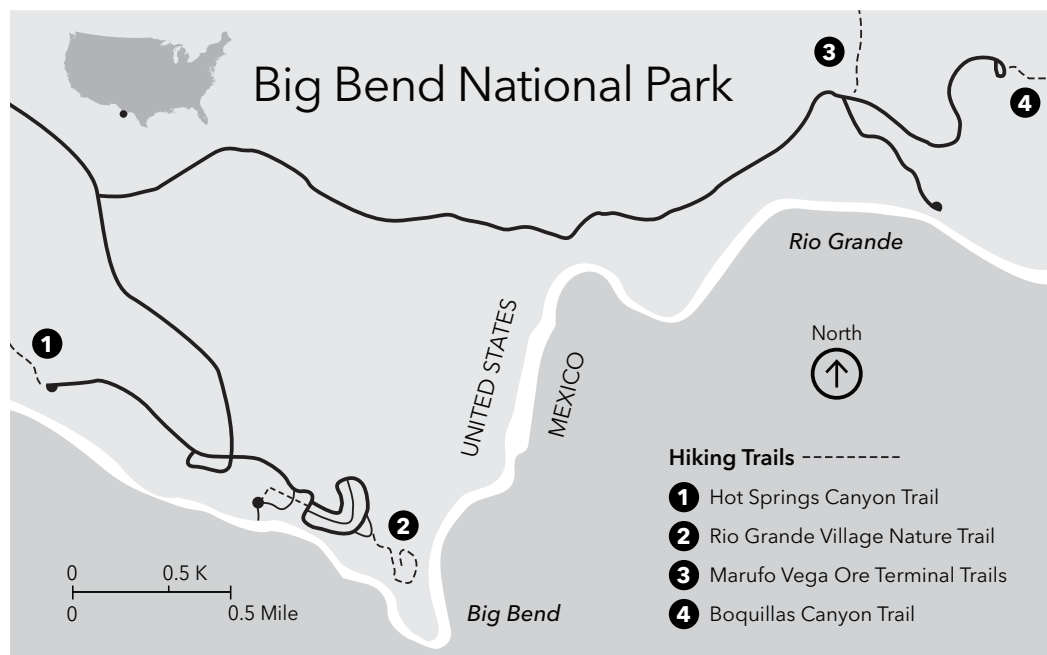 Big Bend National Park
3
4
Rio Grande
UNITED STATES
MEXICO
North
1
Hiking Trails
1 Hot Springs Canyon Trail
2 Rio Grande Village Nature Trail
3 Marufo Vega Ore Terminal Trails
4 Boquillas Canyon Trail
2
0 0.5 K
0 0.5 Mile
Big Bend